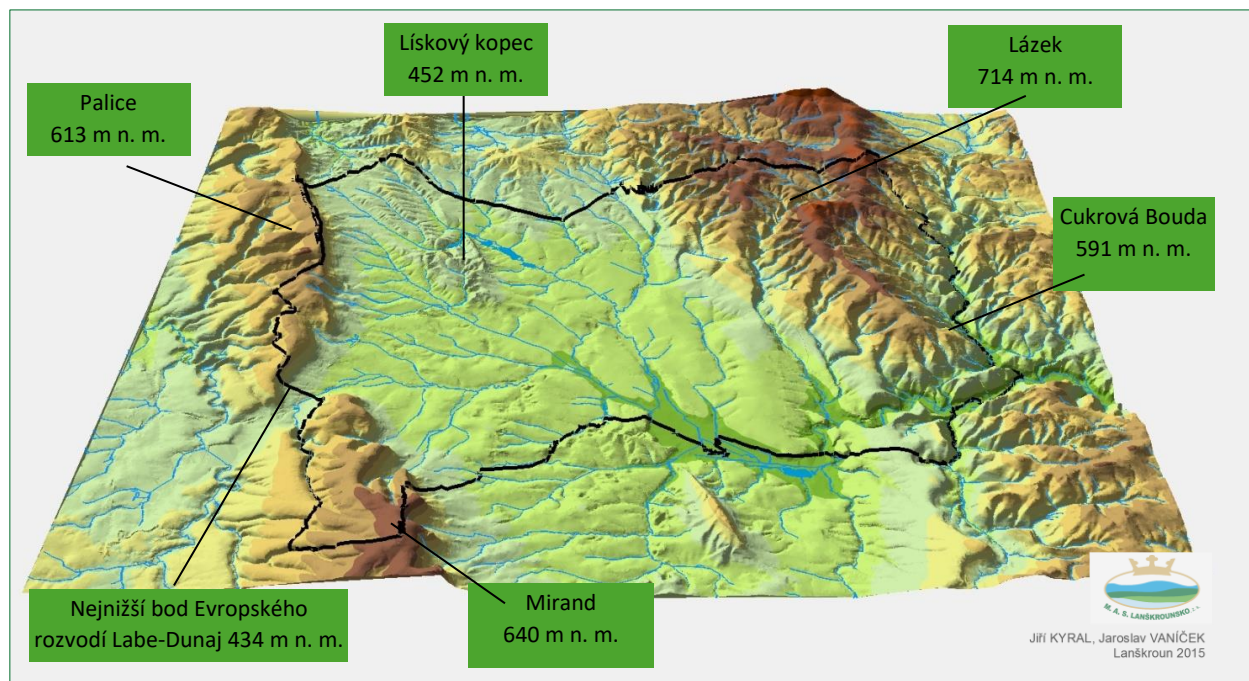 Lískový kopec
452 m n. m.
Lázek
714 m n. m.
Palice
613 m n. m.
Cukrová Bouda
591 m n. m.
Nejnižší bod Evropského
rozvodí Labe-Dunaj 434 m n. m.
Mirand
640 m n. m.
M. A. S. LANŠKROUNSKO z. s.
Jiří KYRAL, Jaroslav VANÍČEK
Lanškroun 2015